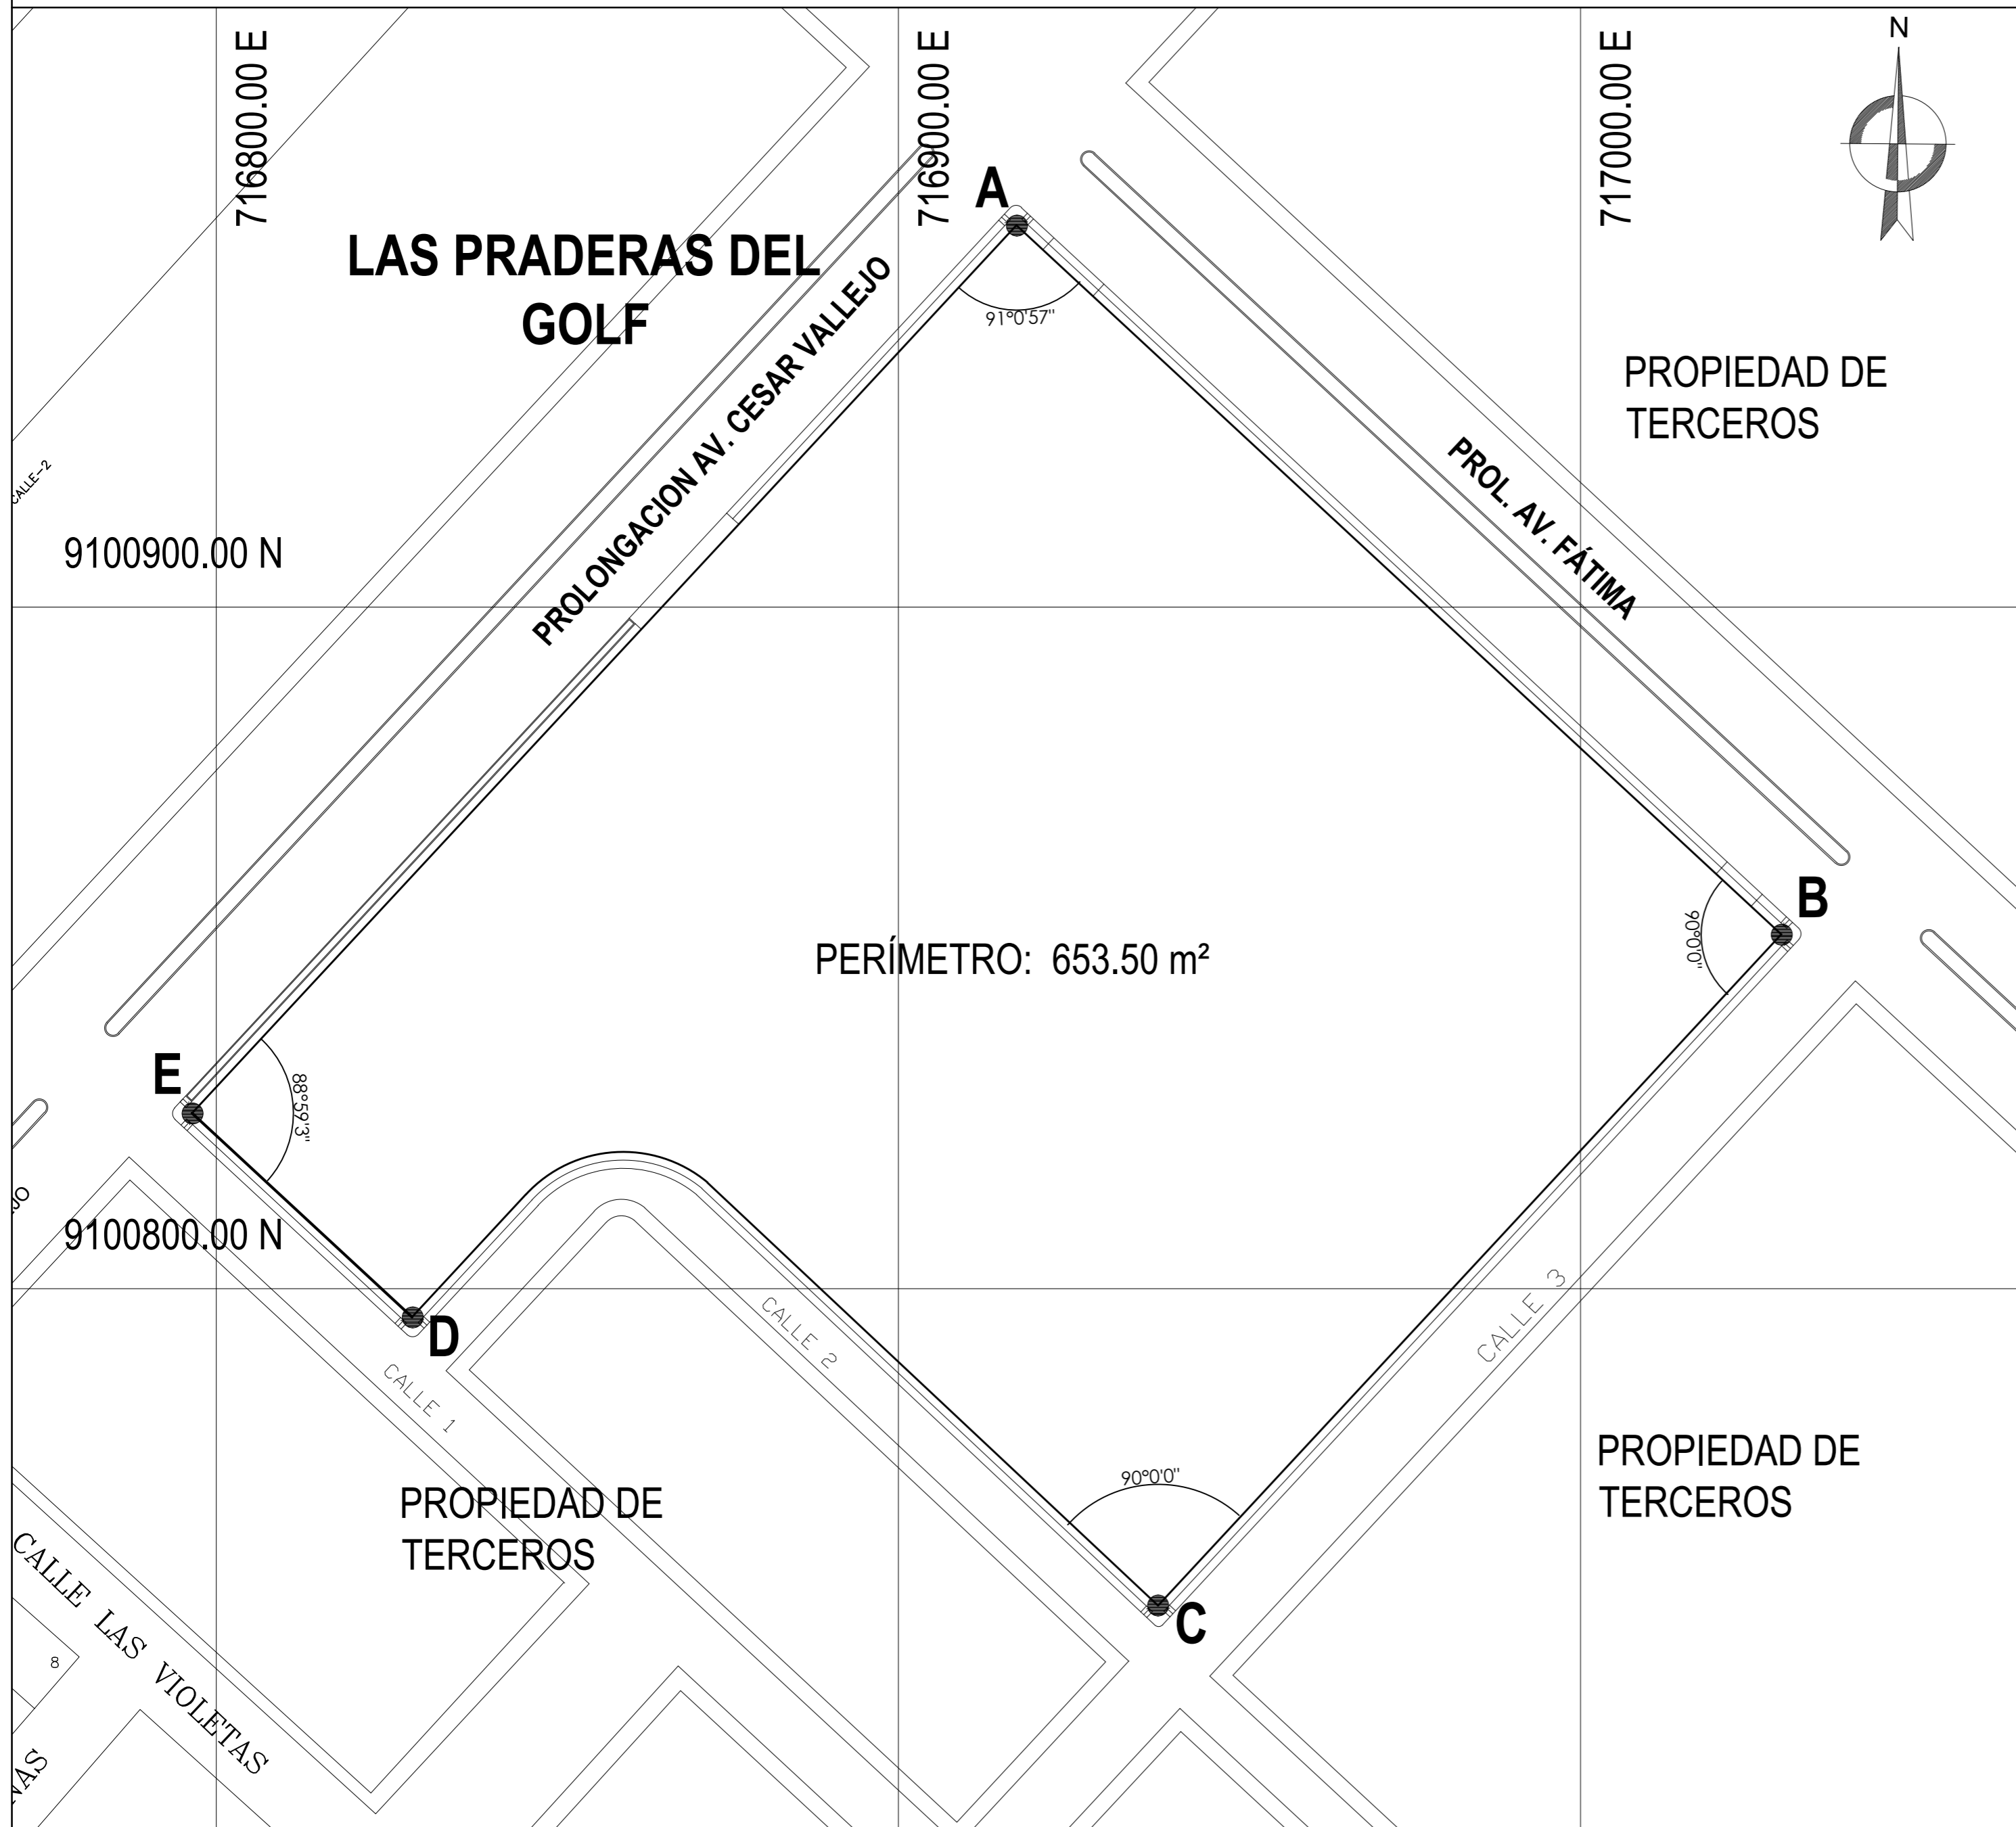 716800.00 E
716900.00 E
717000.00 E
N
A
LAS PRADERAS DEL
GOLF
PROLONGACION AV. CESAR VALLEJO
91°0'57"
PROPIEDAD DE
TERCEROS
PROL. AV. FÁTIMA
CALLE-2
9100900.00 N
B
90°0'0"
PERÍMETRO: 653.50 m²
E
88°59'3"
9100800.00 N
D
CALLE 1
CALLE 2
CALLE 3
90°0'0"
C
PROPIEDAD DE
TERCEROS
PROPIEDAD DE
TERCEROS
CALLE LAS VIOLETAS
8